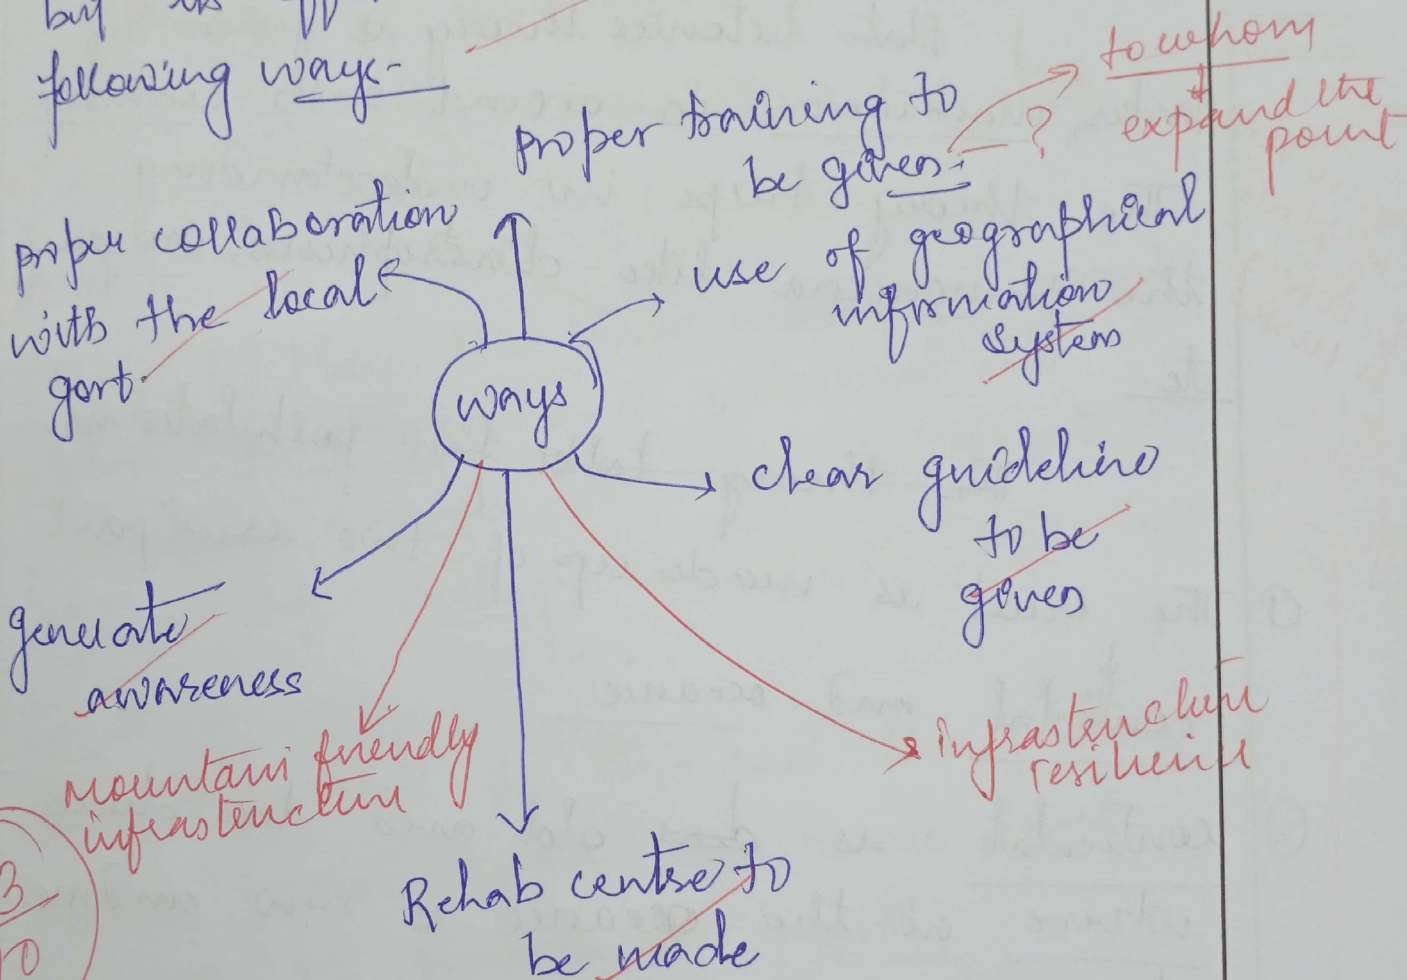 following ways-
to whom
expand the
point
proper training to
be given. - ?
proper collaboration
with the local
govt.
use of geographical
information
system
ways
clear guideline
to be
given
generate
awareness
mountain friendly
infrastructure
infrastructure
resilience
Rehab centre to
be made
3
10